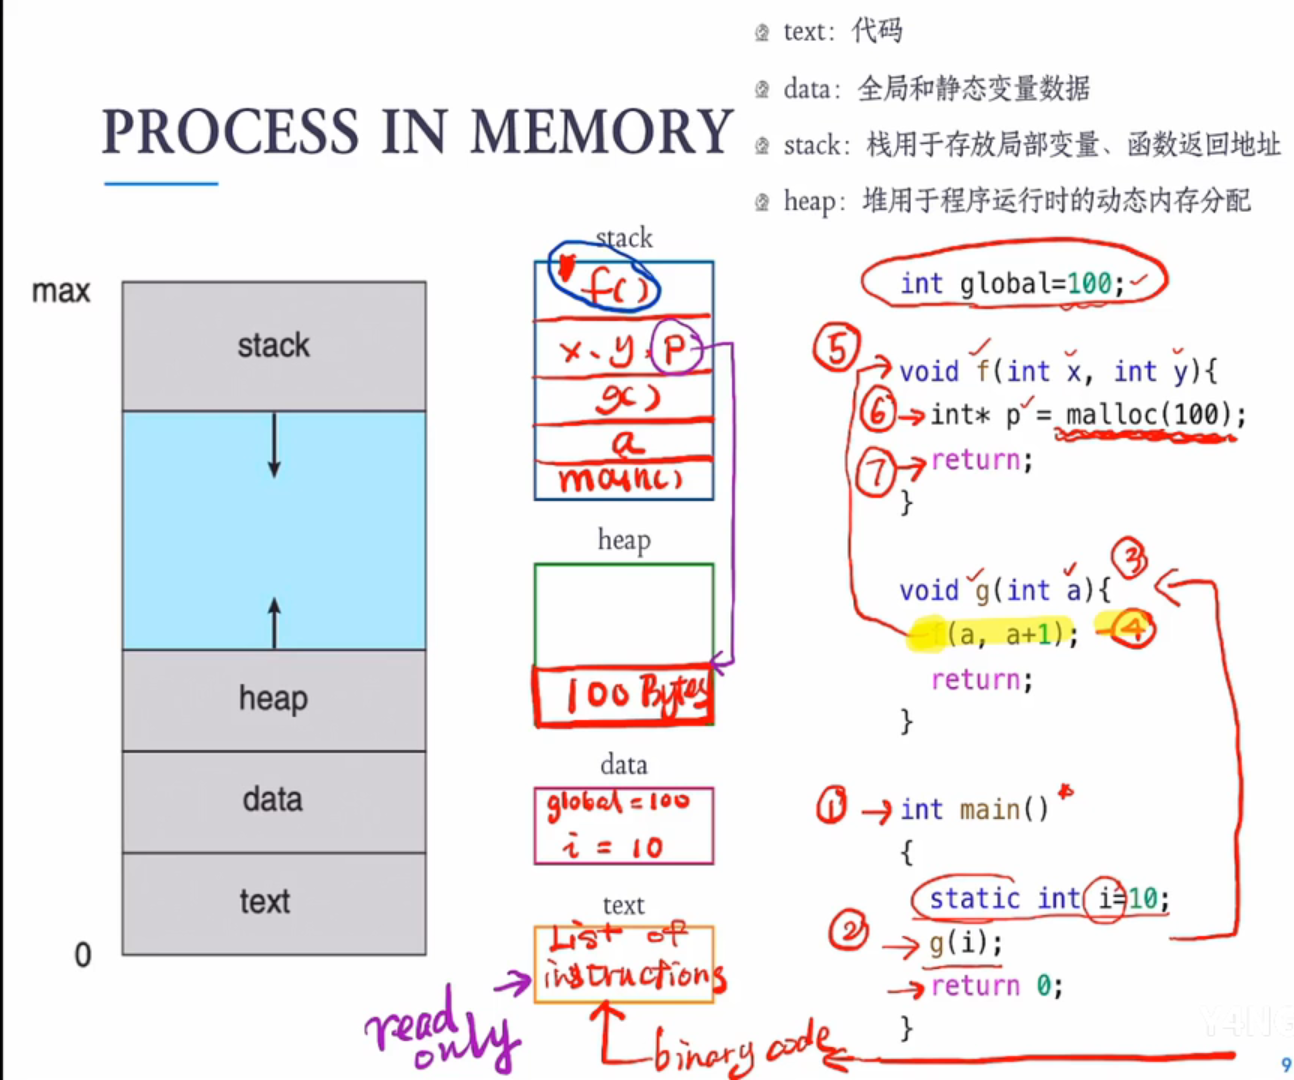 text: 代码
data: 全局和静态变量数据
stack: 栈用于存放局部变量、函数返回地址
heap: 堆用于程序运行时的动态内存分配
PROCESS IN MEMORY
max
stack
heap
data
text
0
stack
f()
x. y. p
g()
a
main()
heap
100 Bytes
data
global=100
i = 10
text
List of
instructions
read
only
binary code
int global=100;
⑤
void f(int x, int y){
⑥ int* p = malloc(100);
⑦ return;
}
③
void g(int a){
f(a, a+1); ④
return;
}
① int main()
{
static int i=10;
② g(i);
return 0;
}
9